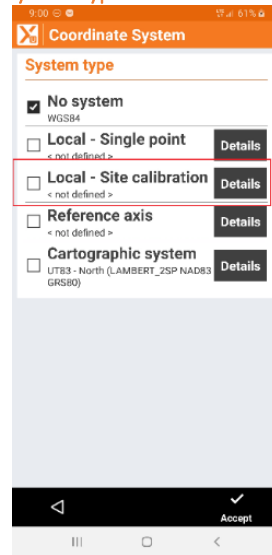 9:00
61%
Coordinate System
System type
No system
WGS84
Local - Single point
< not defined >
Details
Local - Site calibration
< not defined >
Details
Reference axis
< not defined >
Details
Cartographic system
UT83 - North (LAMBERT_2SP NAD83
GRS80)
Details
Accept